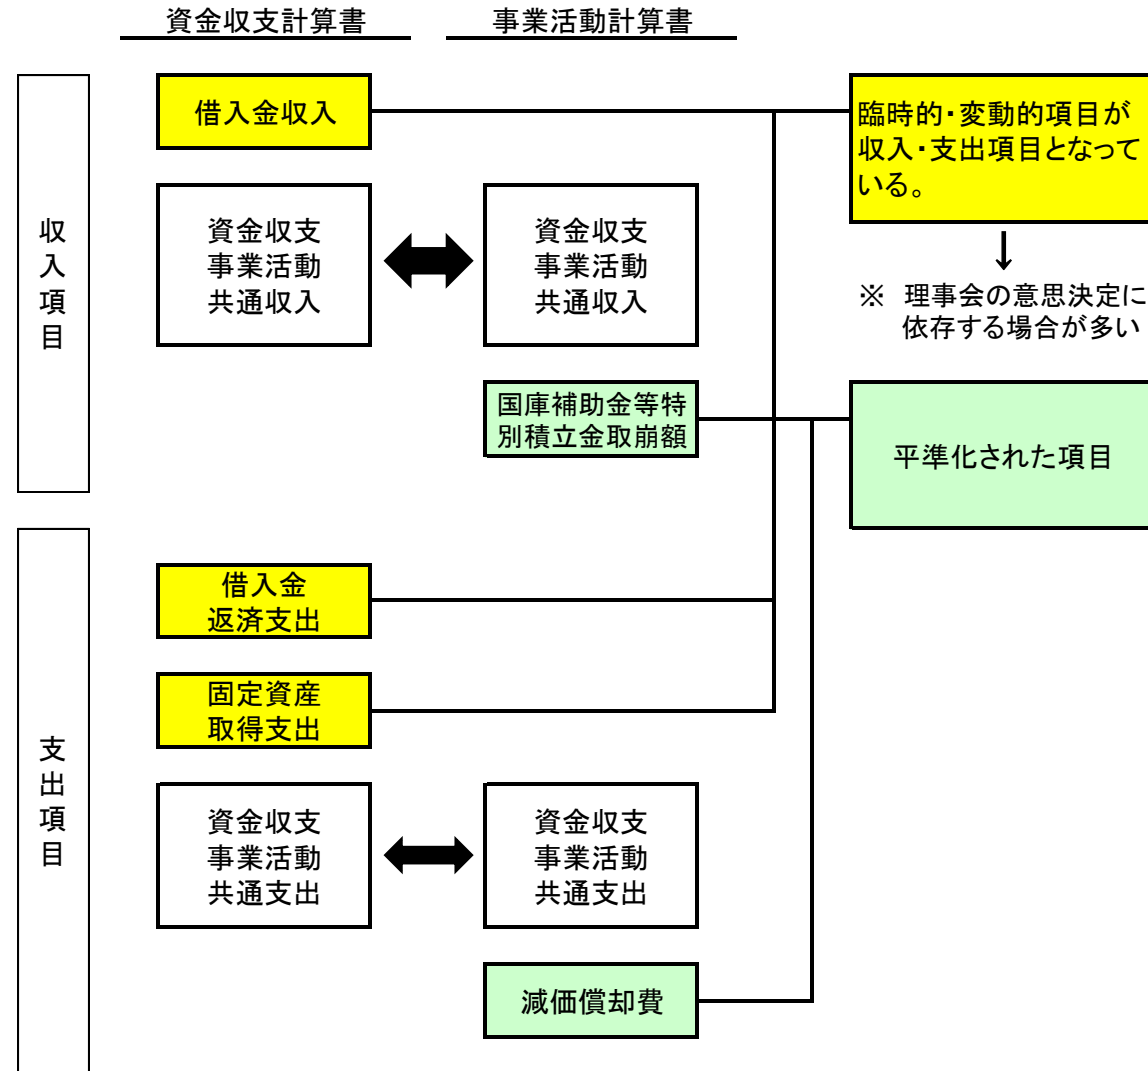 資金収支計算書
事業活動計算書
収入項目
借入金収入
臨時的・変動的項目が
収入・支出項目となって
いる。
資金収支
事業活動
共通収入
資金収支
事業活動
共通収入
↓
※ 理事会の意思決定に
依存する場合が多い
国庫補助金等特
別積立金取崩額
平準化された項目
支出項目
借入金
返済支出
固定資産
取得支出
資金収支
事業活動
共通支出
資金収支
事業活動
共通支出
減価償却費